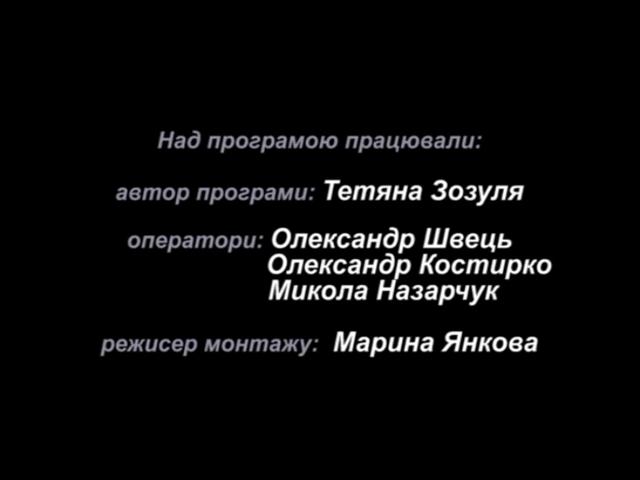 Над програмою працювали:
автор програми: Тетяна Зозуля
оператори: Олександр Швець
Олександр Костирко
Микола Назарчук
режисер монтажу: Марина Янкова